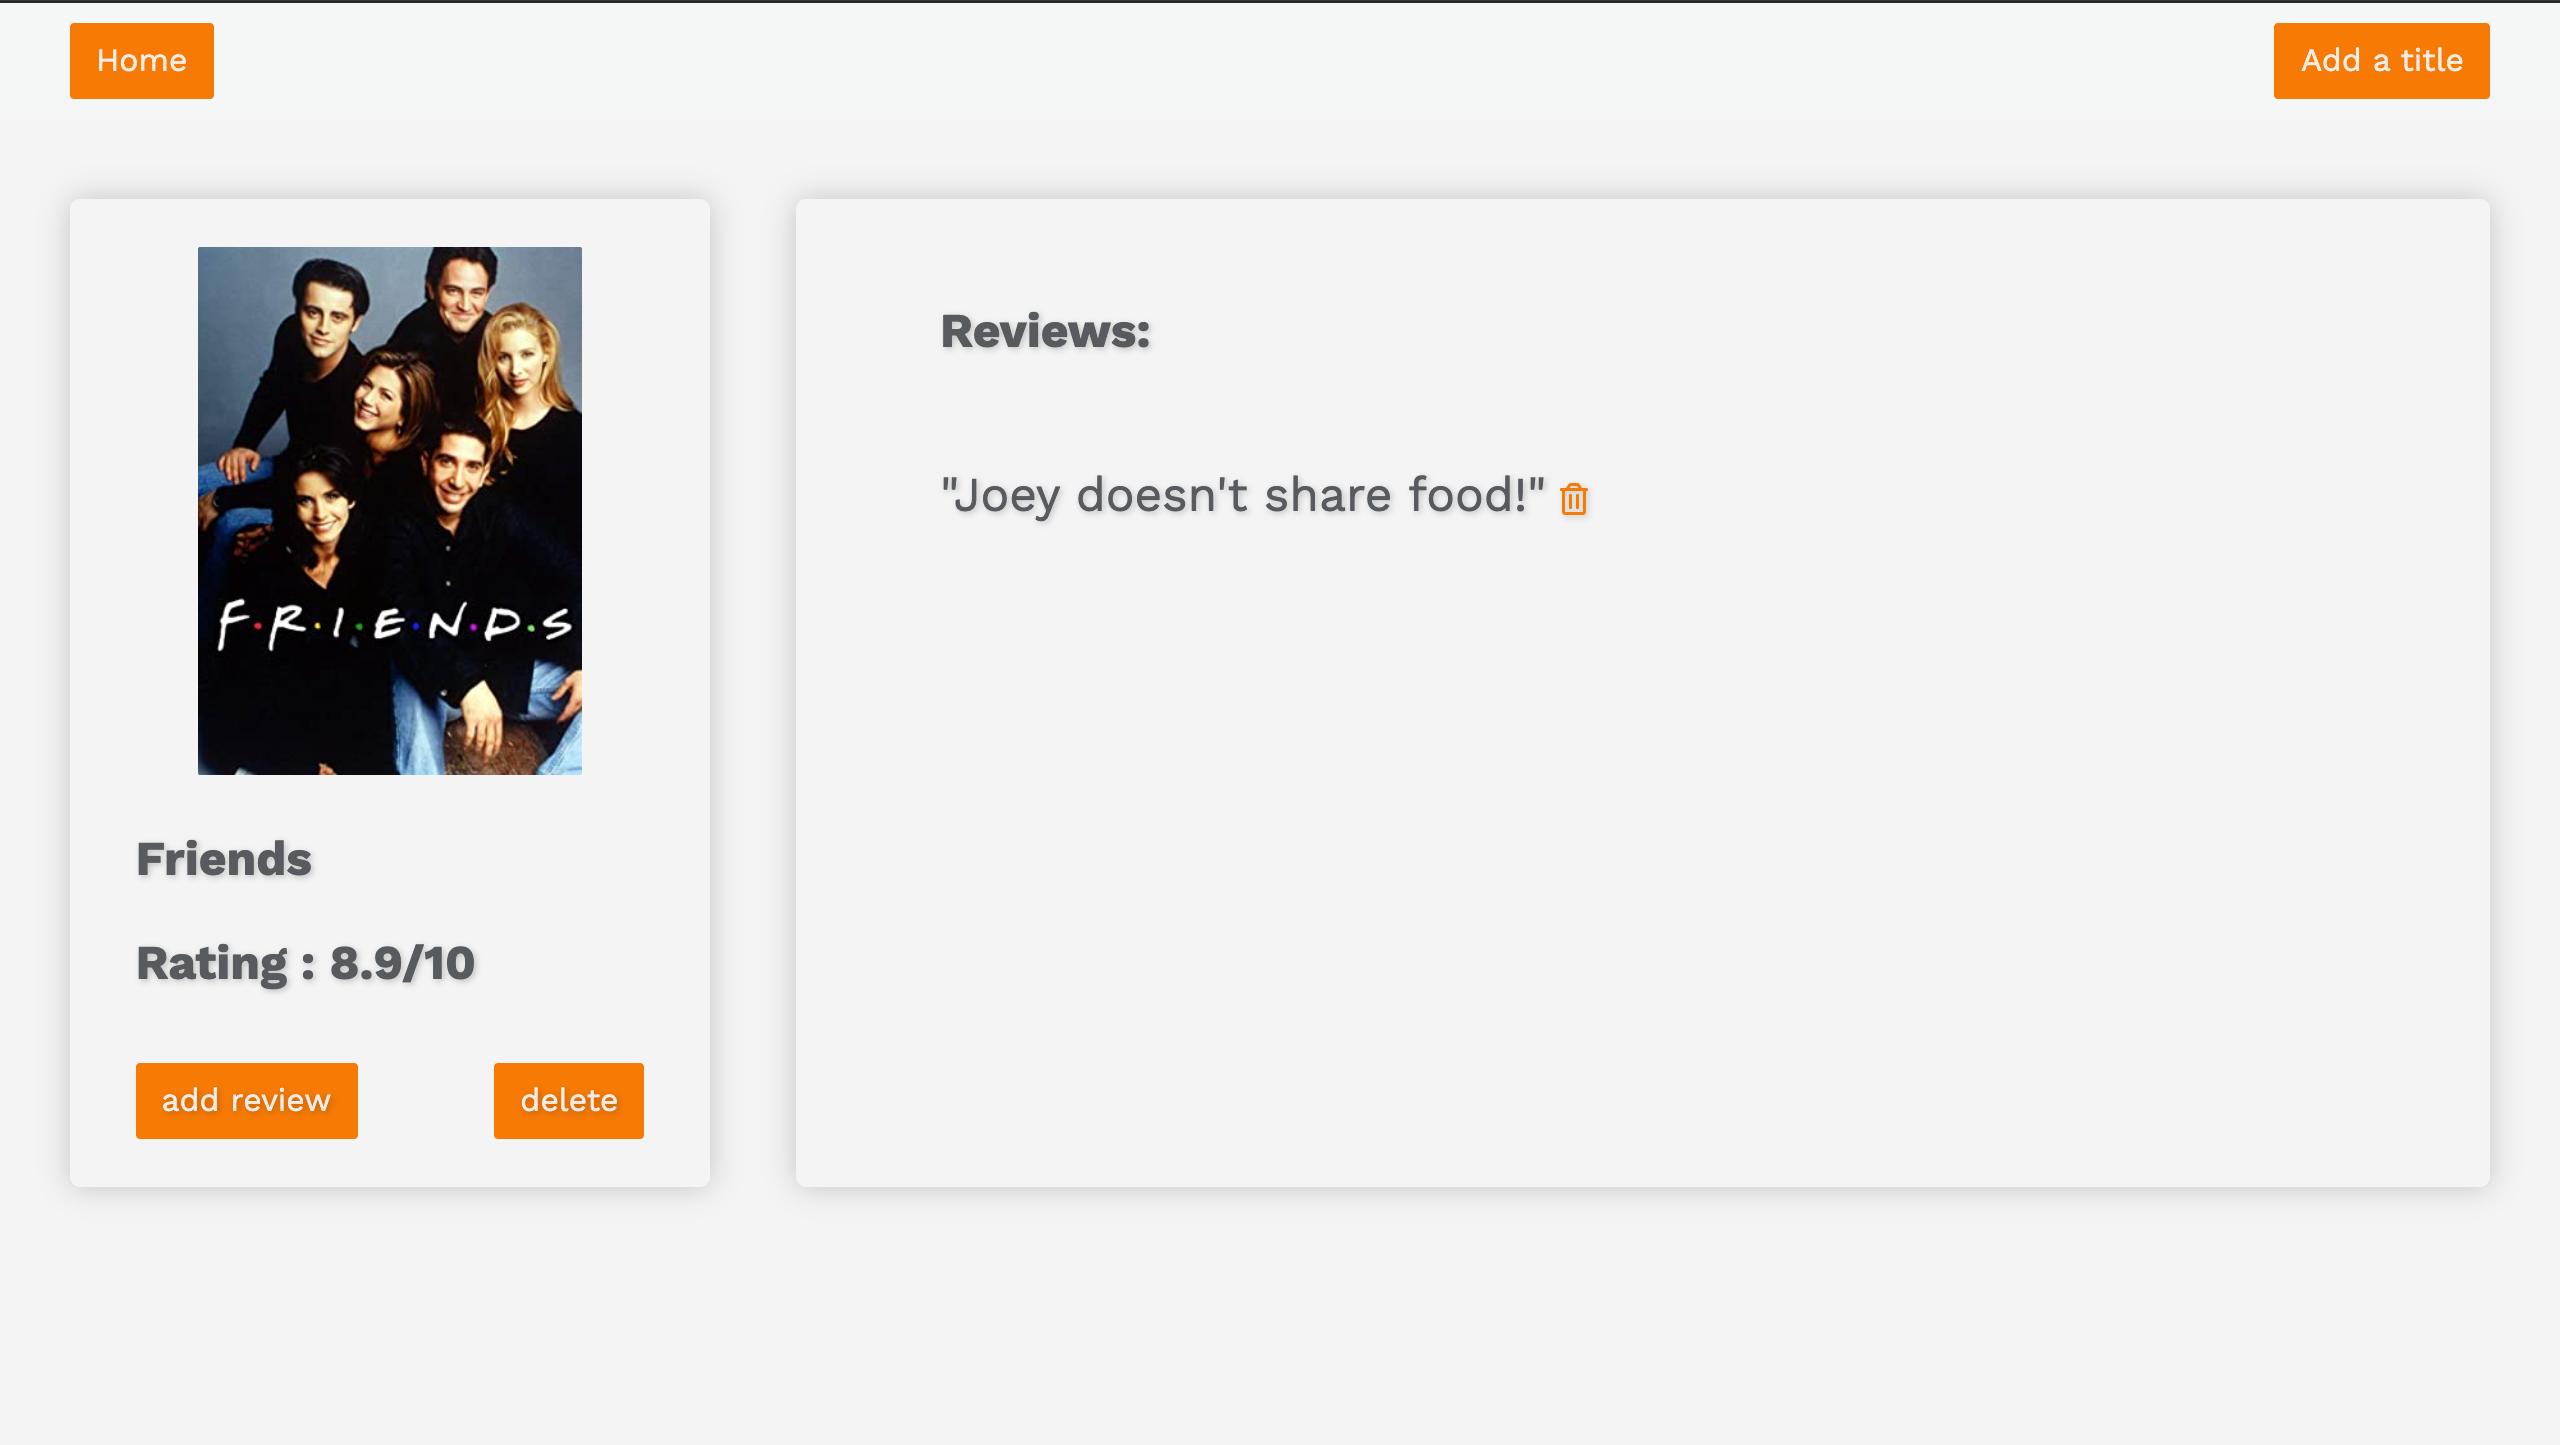 Home
Add a title
F·R·I·E·N·D·S
Friends
Rating : 8.9/10
add review
delete
Reviews:
"Joey doesn't share food!"